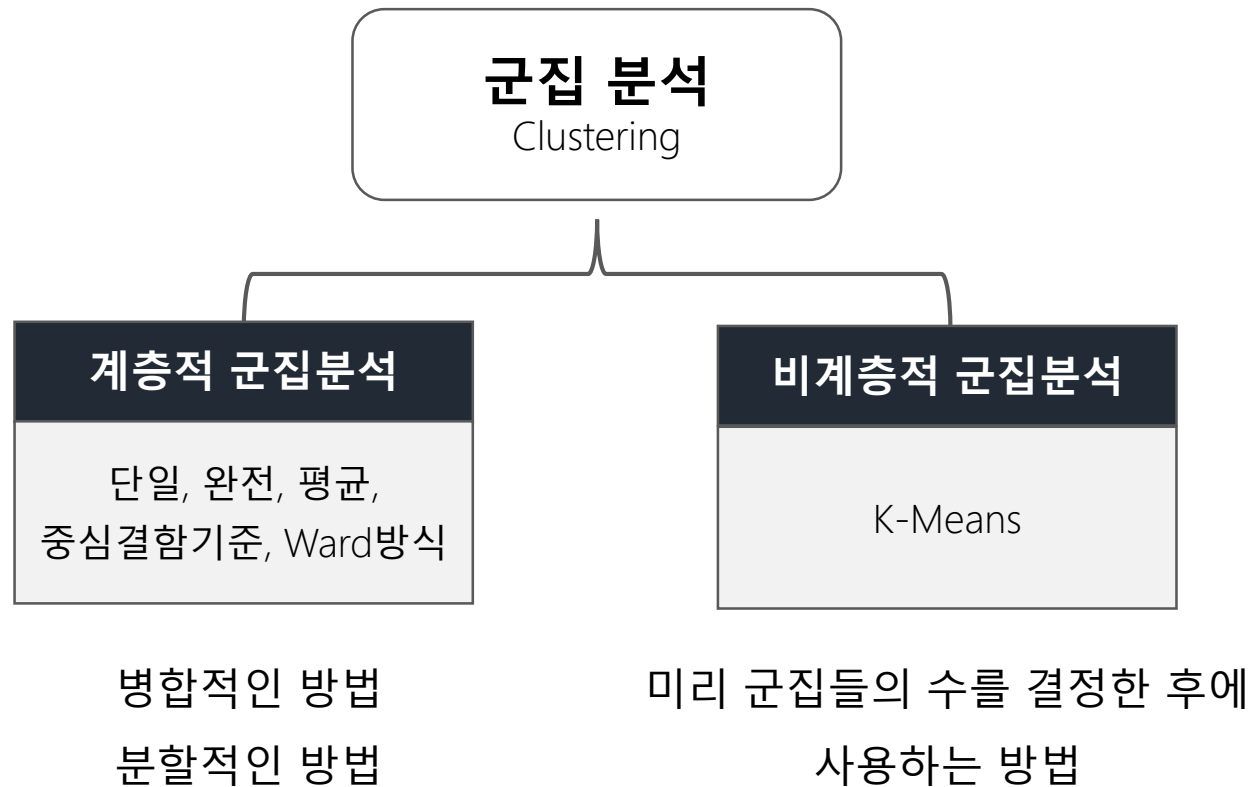 군집 분석
Clustering
계층적 군집분석
단일, 완전, 평균,
중심결함기준, Ward방식
병합적인 방법
분할적인 방법
비계층적 군집분석
K-Means
미리 군집들의 수를 결정한 후에
사용하는 방법